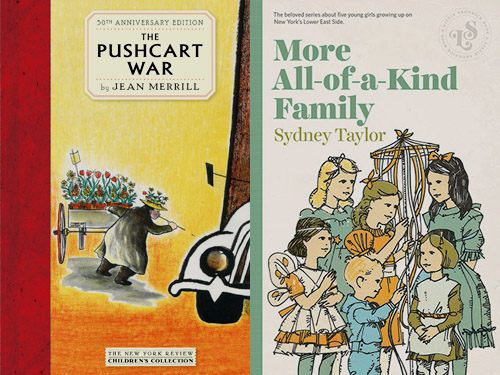 50TH ANNIVERSARY EDITION
THE
PUSHCART
WAR
by JEAN MERRILL
THE NEW YORK REVIEW
CHILDREN'S COLLECTION
The beloved series about five young girls growing up on
New York's Lower East Side.
More
All-of-a-Kind
Family
Sydney Taylor